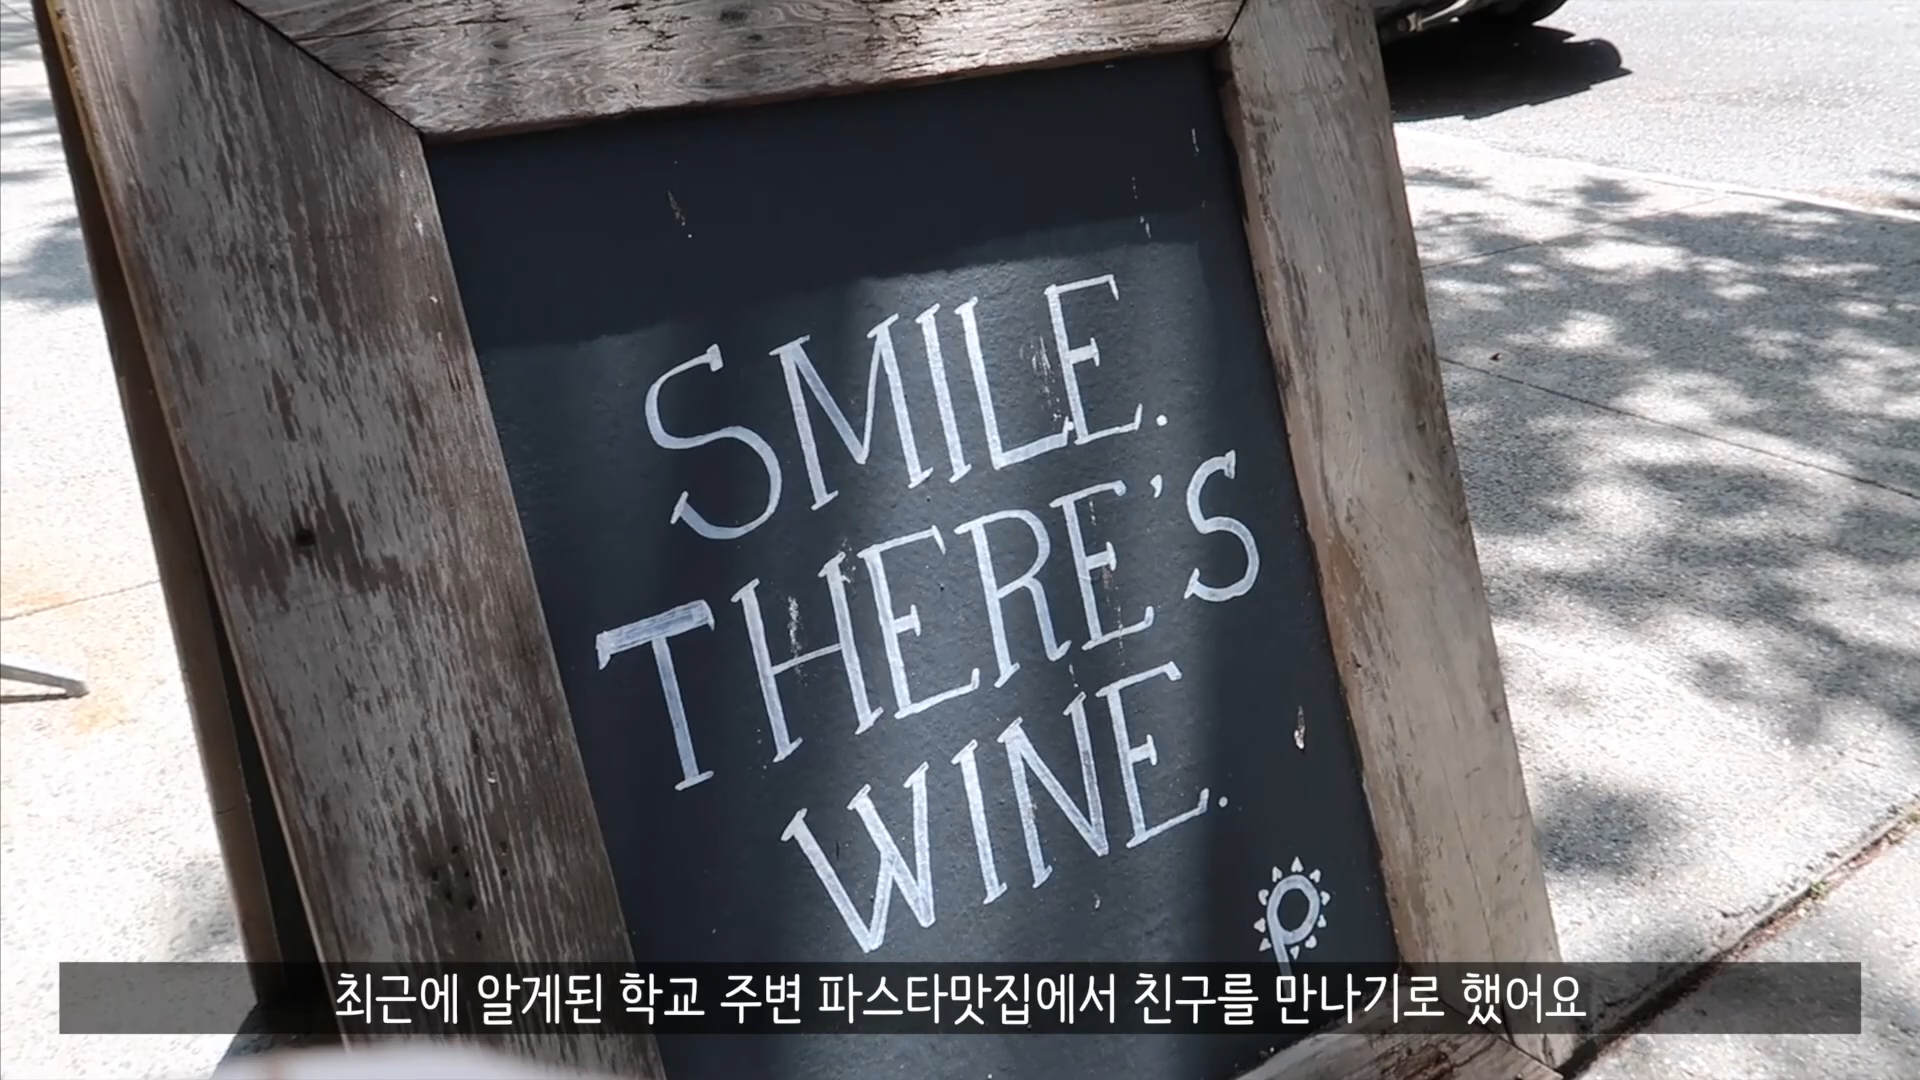 SMILE.
THERE'S
WINE.
P
최근에 알게된 학교 주변 파스타맛집에서 친구를 만나기로 했어요